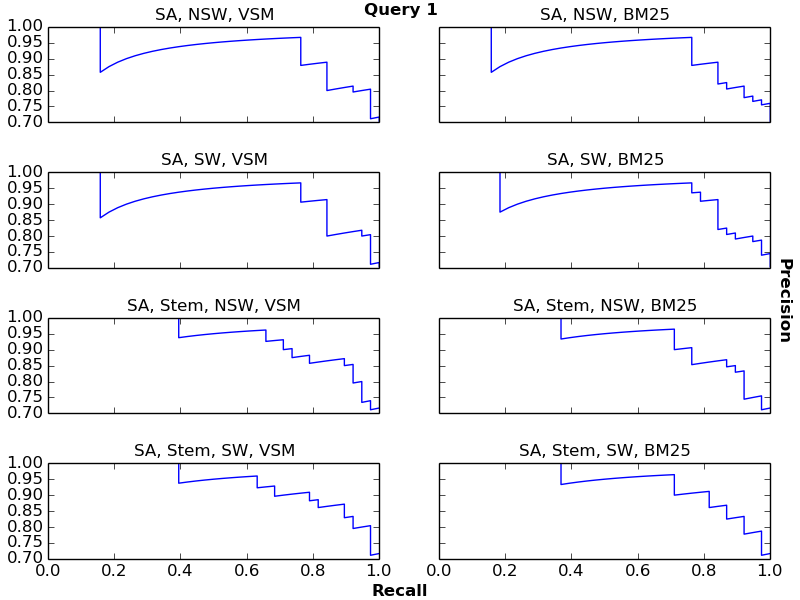 Query 1
SA, NSW, VSM
SA, NSW, BM25
1.00
0.95
0.90
0.85
0.80
0.75
0.70
SA, SW, VSM
SA, SW, BM25
1.00
0.95
0.90
0.85
0.80
0.75
0.70
Precision
SA, Stem, NSW, VSM
SA, Stem, NSW, BM25
1.00
0.95
0.90
0.85
0.80
0.75
0.70
SA, Stem, SW, VSM
SA, Stem, SW, BM25
1.00
0.95
0.90
0.85
0.80
0.75
0.70
0.0 0.2 0.4 0.6 0.8 1.0
0.0 0.2 0.4 0.6 0.8 1.0
Recall